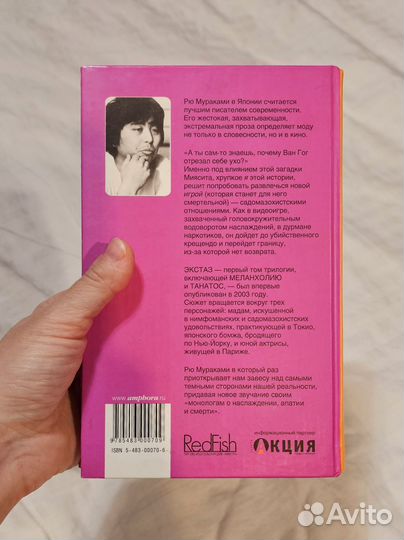 Рю Мураками в Японии считается
лучшим писателем современности.
Его жестокая, захватывающая,
экстремальная проза определяет моду
не только в словесности, но и в кино.
«А ты сам-то знаешь, почему Ван Гог
отрезал себе ухо?»
Именно под влиянием этой загадки
Миясита, хрупкое я этой истории,
решит попробовать развлечься новой
игрой (которая станет для него
смертельной) — садомазохистскими
отношениями. Как в видеоигре,
захваченный головокружительным
водоворотом наслаждений, в дурмане
наркотиков, он дойдет до убийственного
крещендо и перейдет границу,
из-за которой нет возврата.
ЭКСТАЗ — первый том трилогии,
включающей МЕЛАНХОЛИЮ
и ТАНАТОС, — был впервые
опубликован в 2003 году.
Сюжет вращается вокруг трех
персонажей: мадам, искушенной
в нимфоманских и садомазохистских
удовольствиях, практикующей в Токио,
японского бомжа, бродящего
по Нью-Йорку, и юной актрисы,
живущей в Париже.
Рю Мураками в который раз
приоткрывает нам завесу над самыми
темными сторонами нашей реальности,
придавая новое звучание своим
«монологам о наслаждении, апатии
и смерти».
www.amphora.ru
9 785483 000709
ISBN 5-483-00070-6
RedFish
информационный партнер
АКЦИЯ
Avito